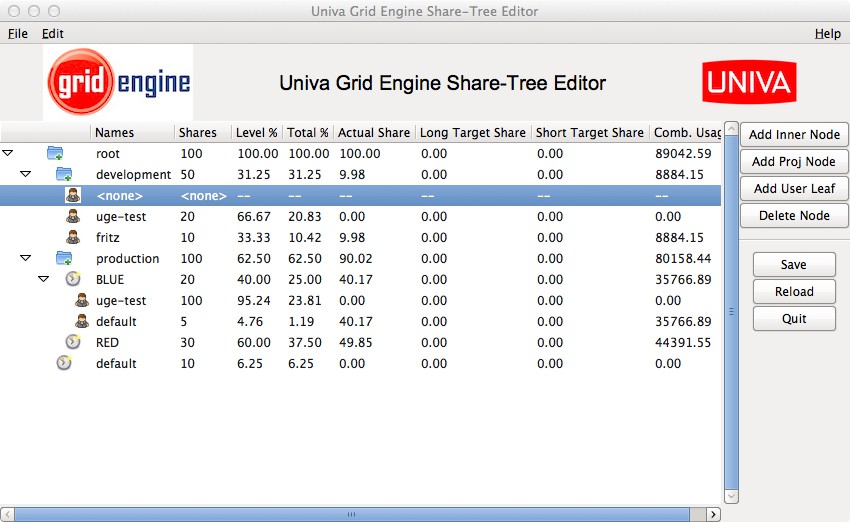 Univa Grid Engine Share-Tree Editor
File Edit Help
grid engine Univa Grid Engine Share-Tree Editor UNIVA
Names Shares Level % Total % Actual Share Long Target Share Short Target Share Comb. Usag
Add Inner Node
root 100 100.00 100.00 100.00 0.00 0.00 89042.59
Add Proj Node
development 50 31.25 31.25 9.98 0.00 0.00 8884.15
Add User Leaf
<none> <none> -- -- -- -- -- --
Delete Node
uge-test 20 66.67 20.83 0.00 0.00 0.00 0.00
fritz 10 33.33 10.42 9.98 0.00 0.00 8884.15
production 100 62.50 62.50 90.02 0.00 0.00 80158.44
Save
BLUE 20 40.00 25.00 40.17 0.00 0.00 35766.89
Reload
uge-test 100 95.24 23.81 0.00 0.00 0.00 0.00
Quit
default 5 4.76 1.19 40.17 0.00 0.00 35766.89
RED 30 60.00 37.50 49.85 0.00 0.00 44391.55
default 10 6.25 6.25 0.00 0.00 0.00 0.00